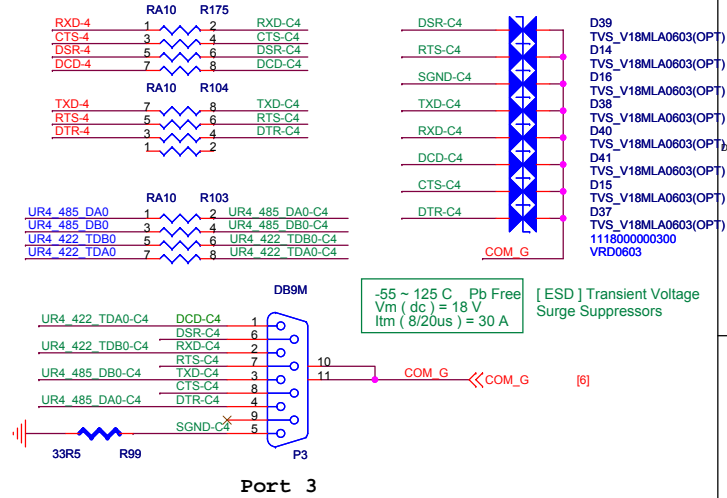 RA10 R175
RXD-4 1 2 RXD-C4
CTS-4 3 4 CTS-C4
DSR-4 5 6 DSR-C4
DCD-4 7 8 DCD-C4
RA10 R104
TXD-4 7 8 TXD-C4
RTS-4 5 6 RTS-C4
DTR-4 3 4 DTR-C4
1 2
RA10 R103
UR4_485_DA0 1 2 UR4_485_DA0-C4
UR4_485_DB0 3 4 UR4_485_DB0-C4
UR4_422_TDB0 5 6 UR4_422_TDB0-C4
UR4_422_TDA0 7 8 UR4_422_TDA0-C4
DSR-C4
RTS-C4
SGND-C4
TXD-C4
RXD-C4
DCD-C4
CTS-C4
DTR-C4
COM_G
D39
TVS_V18MLA0603(OPT)
D14
TVS_V18MLA0603(OPT)
D16
TVS_V18MLA0603(OPT)
D38
TVS_V18MLA0603(OPT)
D40
TVS_V18MLA0603(OPT)
D41
TVS_V18MLA0603(OPT)
D15
TVS_V18MLA0603(OPT)
D37
TVS_V18MLA0603(OPT)
1118000000300
VRD0603
-55 ~ 125 C Pb Free
Vm ( dc ) = 18 V
Itm ( 8/20us ) = 30 A
[ ESD ] Transient Voltage
Surge Suppressors
DB9M
UR4_422_TDA0-C4 DCD-C4 1
DSR-C4 6
UR4_422_TDB0-C4 RXD-C4 2
RTS-C4 7
UR4_485_DB0-C4 TXD-C4 3
CTS-C4 8
UR4_485_DA0-C4 DTR-C4 4
9
SGND-C4 5
10
11
COM_G
COM_G [6]
33R5 R99
P3
Port 3